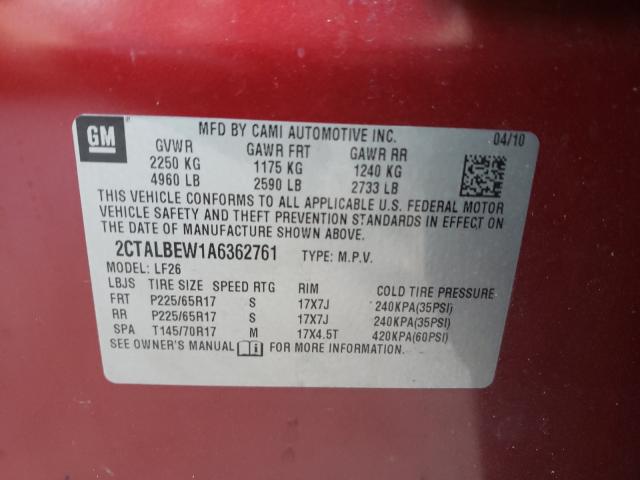 GM
MFD BY CAMI AUTOMOTIVE INC. 04/10
GVWR GAWR FRT GAWR RR
2250 KG 1175 KG 1240 KG
4960 LB 2590 LB 2733 LB
THIS VEHICLE CONFORMS TO ALL APPLICABLE U.S. FEDERAL MOTOR
VEHICLE SAFETY AND THEFT PREVENTION STANDARDS IN EFFECT ON
THE DATE OF MANUFACTURE SHOWN ABOVE.
2CTALBEW1A6362761 TYPE: M.P.V.
MODEL: LF26
LBJS TIRE SIZE SPEED RTG RIM COLD TIRE PRESSURE
FRT P225/65R17 S 17X7J 240KPA(35PSI)
RR P225/65R17 S 17X7J 240KPA(35PSI)
SPA T145/70R17 M 17X4.5T 420KPA(60PSI)
SEE OWNER'S MANUAL FOR MORE INFORMATION.